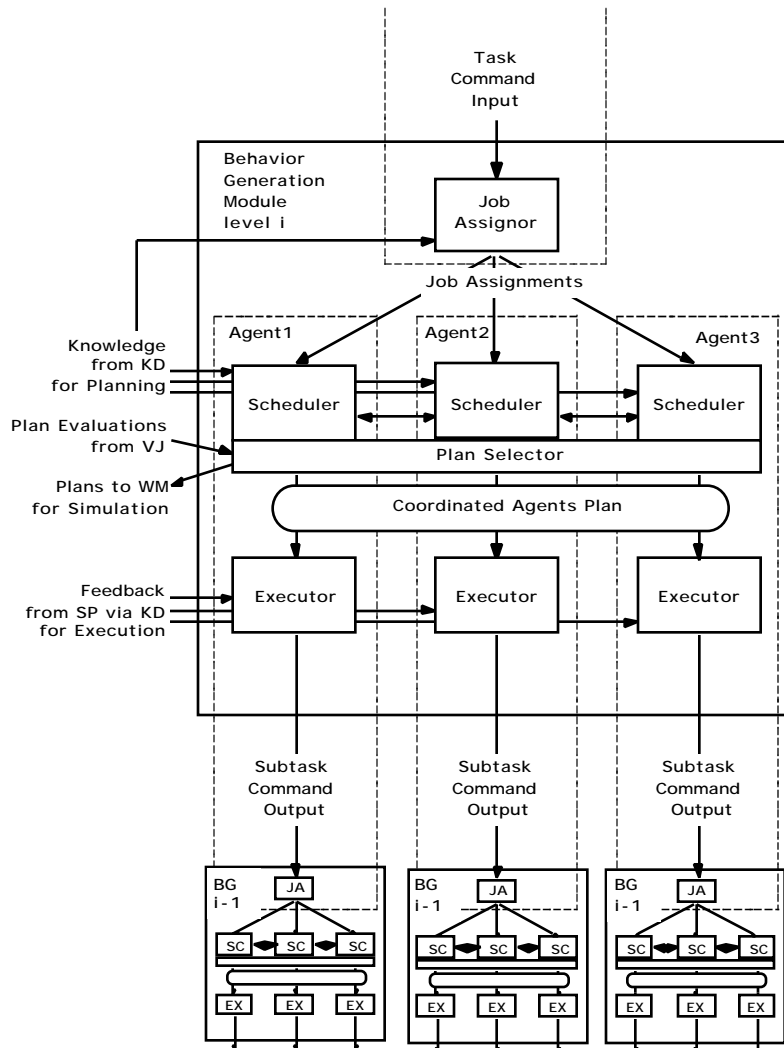 Task
Command
Input
Behavior
Generation
Module
level i
Job
Assignor
Job Assignments
Agent1
Agent2
Agent3
Knowledge
from KD
for Planning
Scheduler
Scheduler
Scheduler
Plan Evaluations
from VJ
Plan Selector
Plans to WM
for Simulation
Coordinated Agents Plan
Feedback
from SP via KD
for Execution
Executor
Executor
Executor
Subtask
Command
Output
Subtask
Command
Output
Subtask
Command
Output
BG
i-1
JA
SC
SC
SC
EX
EX
EX
BG
i-1
JA
SC
SC
SC
EX
EX
EX
BG
i-1
JA
SC
SC
SC
EX
EX
EX